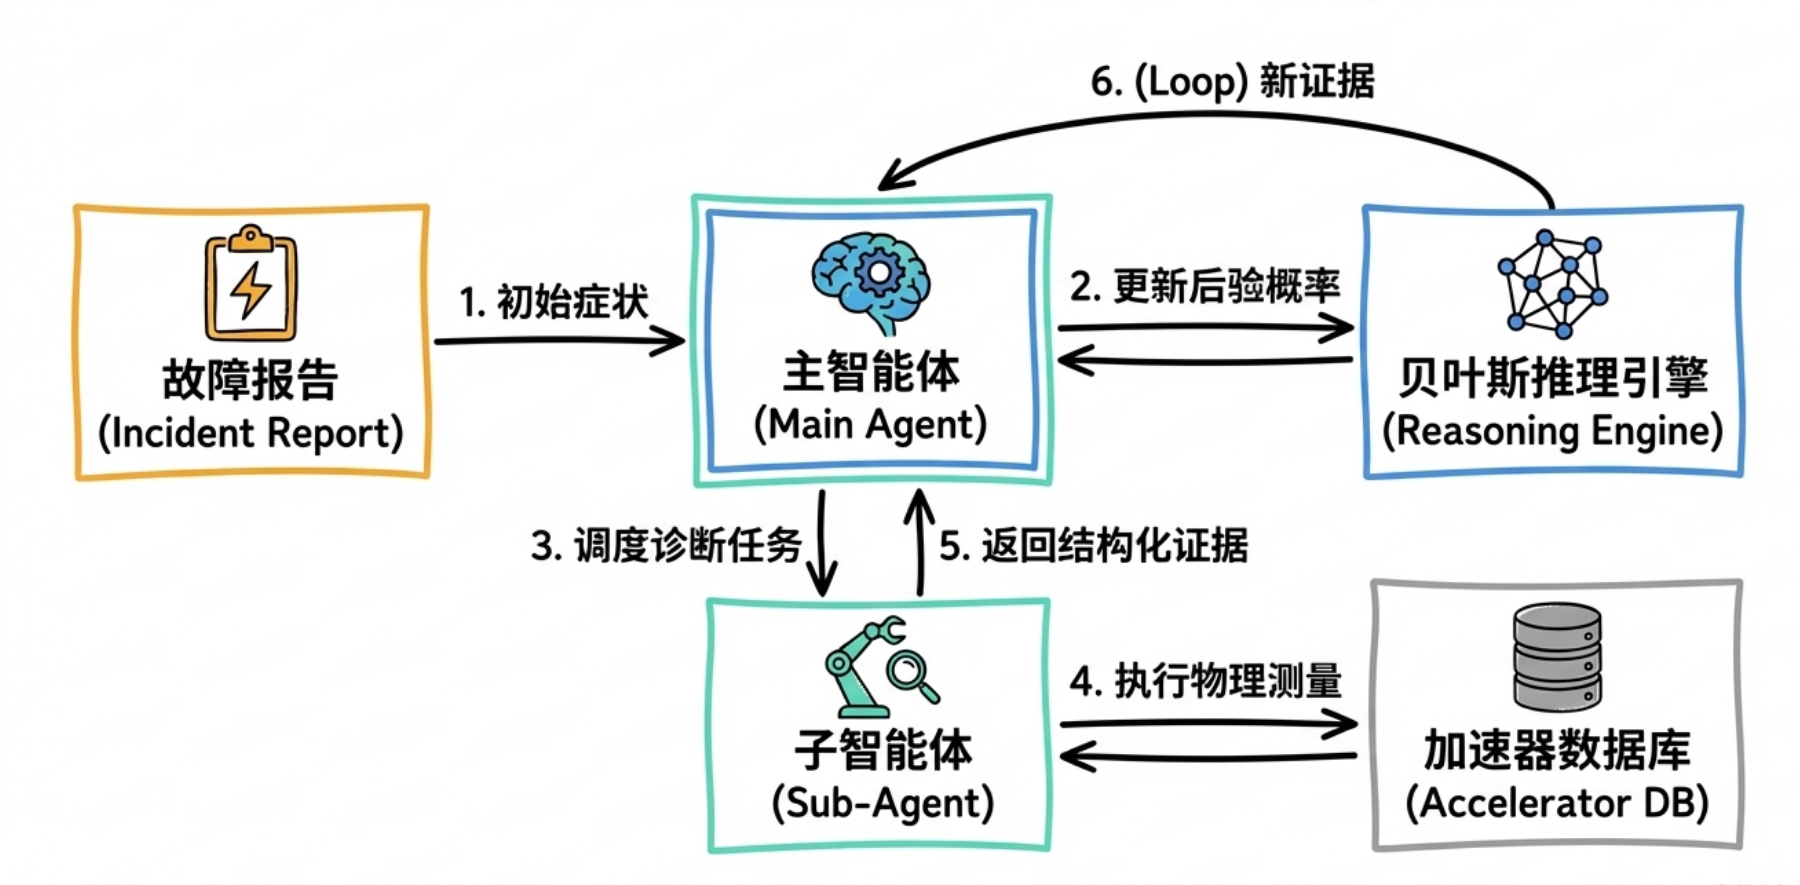 6. (Loop) 新证据
1. 初始症状
2. 更新后验概率
故障报告
(Incident Report)
主智能体
(Main Agent)
贝叶斯推理引擎
(Reasoning Engine)
3. 调度诊断任务
5. 返回结构化证据
4. 执行物理测量
子智能体
(Sub-Agent)
加速器数据库
(Accelerator DB)